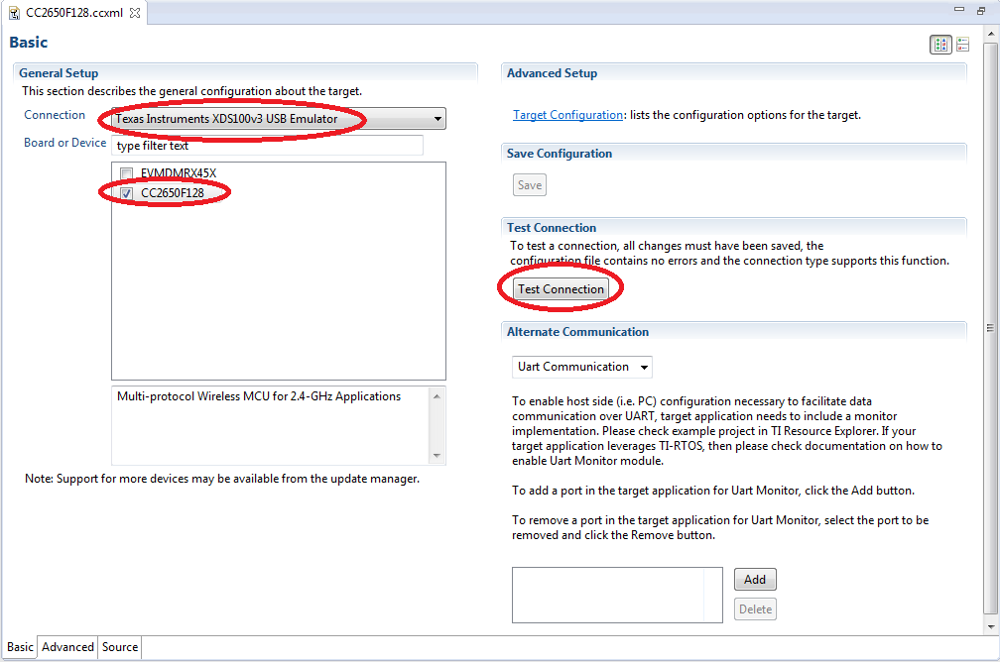 CC2650F128.ccxml
Basic
General Setup
This section describes the general configuration about the target.
Connection
Texas Instruments XDS100v3 USB Emulator
Board or Device
type filter text
EVMDMRX45X
CC2650F128
Multi-protocol Wireless MCU for 2.4-GHz Applications
Note: Support for more devices may be available from the update manager.
Advanced Setup
Target Configuration: lists the configuration options for the target.
Save Configuration
Save
Test Connection
To test a connection, all changes must have been saved, the
configuration file contains no errors and the connection type supports this function.
Test Connection
Alternate Communication
Uart Communication
To enable host side (i.e. PC) configuration necessary to facilitate data
communication over UART, target application needs to include a monitor
implementation. Please check example project in TI Resource Explorer. If your
target application leverages TI-RTOS, then please check documentation on how to
enable Uart Monitor module.
To add a port in the target application for Uart Monitor, click the Add button.
To remove a port in the target application for Uart Monitor, select the port to be
removed and click the Remove button.
Add
Delete
Basic Advanced Source